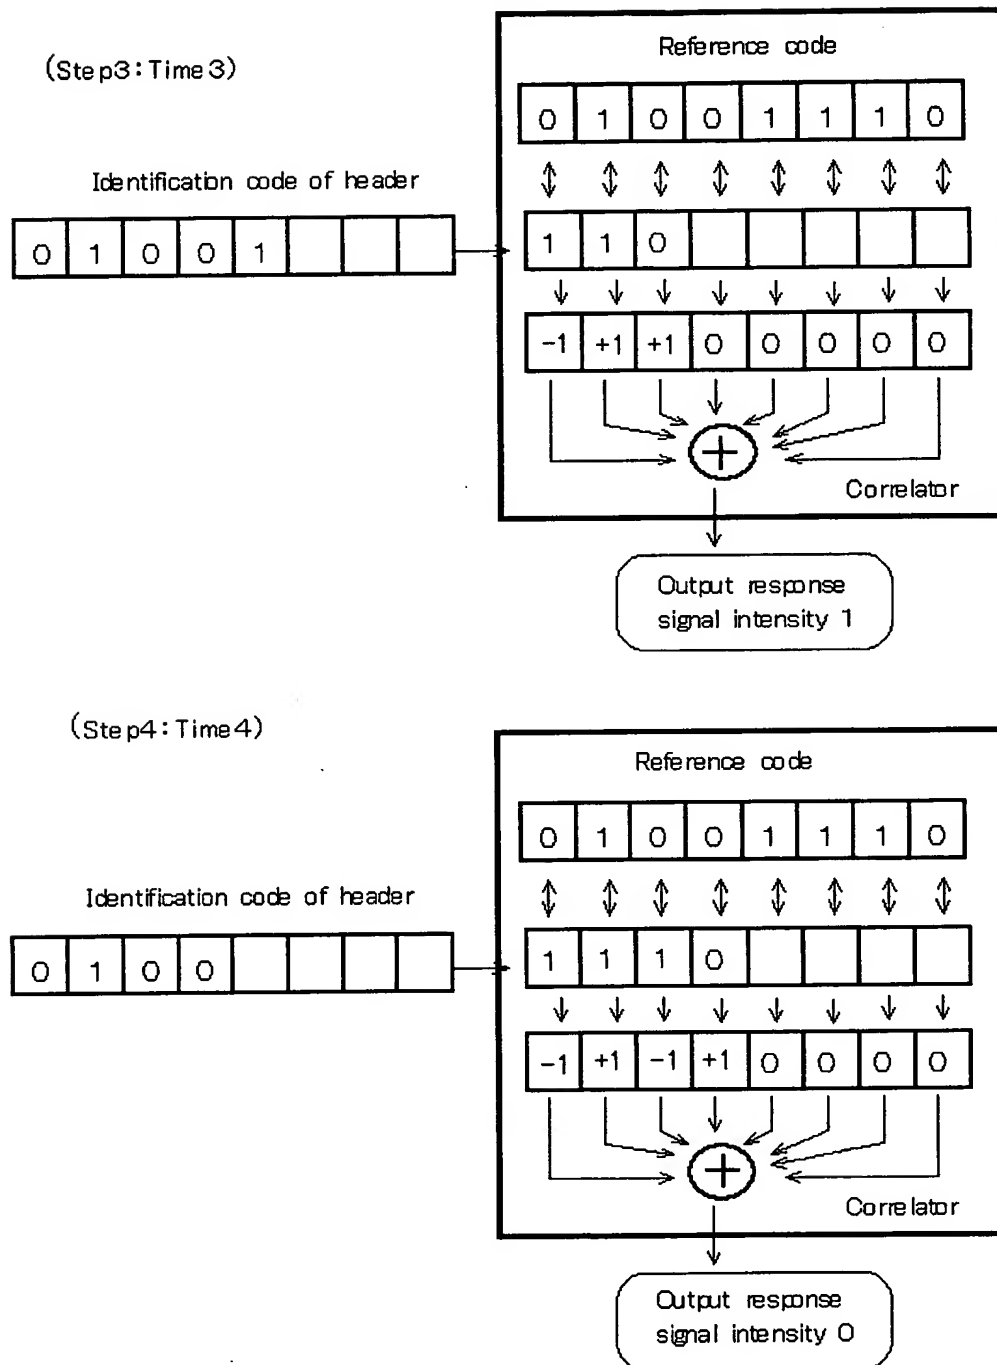 (Step3:Time3)
Reference code
0 1 0 0 1 1 1 0
Identification code of header
0 1 0 0 1
1 1 0
-1 +1 +1 0 0 0 0 0
+
Correlator
Output response
signal intensity 1
(Step4:Time4)
Reference code
0 1 0 0 1 1 1 0
Identification code of header
0 1 0 0
1 1 1 0
-1 +1 -1 +1 0 0 0 0
+
Correlator
Output response
signal intensity 0